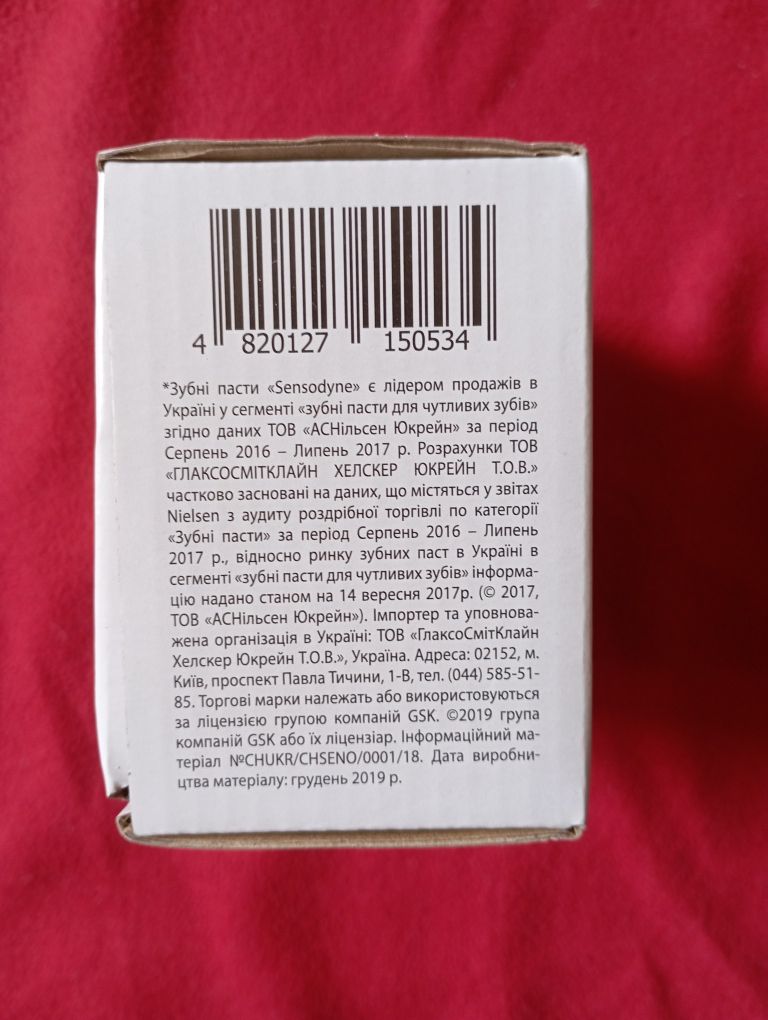 4 820127 150534
*Зубні пасти «Sensodyne» є лідером продажів в
Україні у сегменті «зубні пасти для чутливих зубів»
згідно даних ТОВ «АСНільсен Юкрейн» за період
Серпень 2016 – Липень 2017 р. Розрахунки ТОВ
«ГЛАКСОСМІТКЛАЙН ХЕЛСКЕР ЮКРЕЙН Т.О.В.»
частково засновані на даних, що містяться у звітах
Nielsen з аудиту роздрібної торгівлі по категорії
«Зубні пасти» за період Серпень 2016 – Липень
2017 р., відносно ринку зубних паст в Україні в
сегменті «зубні пасти для чутливих зубів» інформа-
цію надано станом на 14 вересня 2017р. (© 2017,
ТОВ «АСНільсен Юкрейн»). Імпортер та уповнова-
жена організація в Україні: ТОВ «ГлаксоСмітКлайн
Хелскер Юкрейн Т.О.В.», Україна. Адреса: 02152, м.
Київ, проспект Павла Тичини, 1-В, тел. (044) 585-51-
85. Торгові марки належать або використовуються
за ліцензією групою компаній GSK. ©2019 група
компаній GSK або їх ліцензіар. Інформаційний ма-
теріал №CHUKR/CHSENO/0001/18. Дата виробни-
цтва матеріалу: грудень 2019 р.